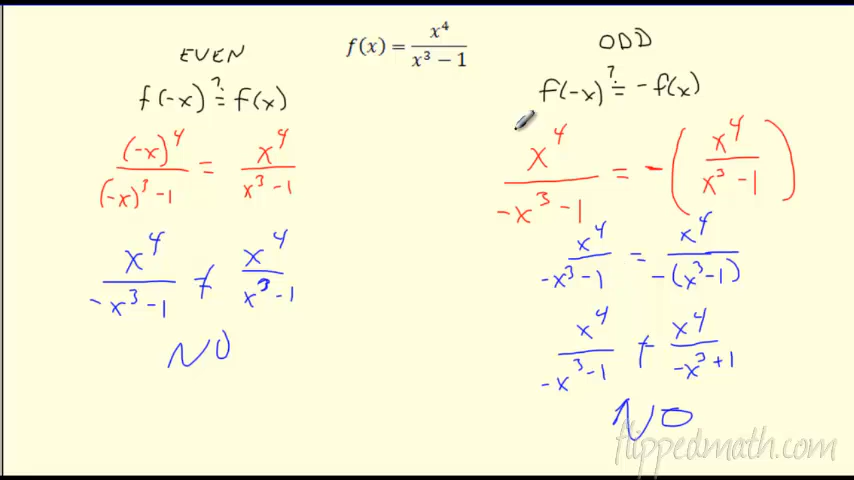 f(x) = x⁴/(x³ − 1)
EVEN
f(-x) ≟ f(x)
(-x)⁴/((-x)³ - 1) = x⁴/(x³ - 1)
x⁴/(-x³ - 1) ≠ x⁴/(x³ - 1)
NO
ODD
f(-x) ≟ -f(x)
x⁴/(-x³ - 1) = -(x⁴/(x³ - 1))
x⁴/(-x³ - 1) = x⁴/(-(x³ - 1))
x⁴/(-x³ - 1) ≠ x⁴/(-x³ + 1)
NO
flippedmath.com